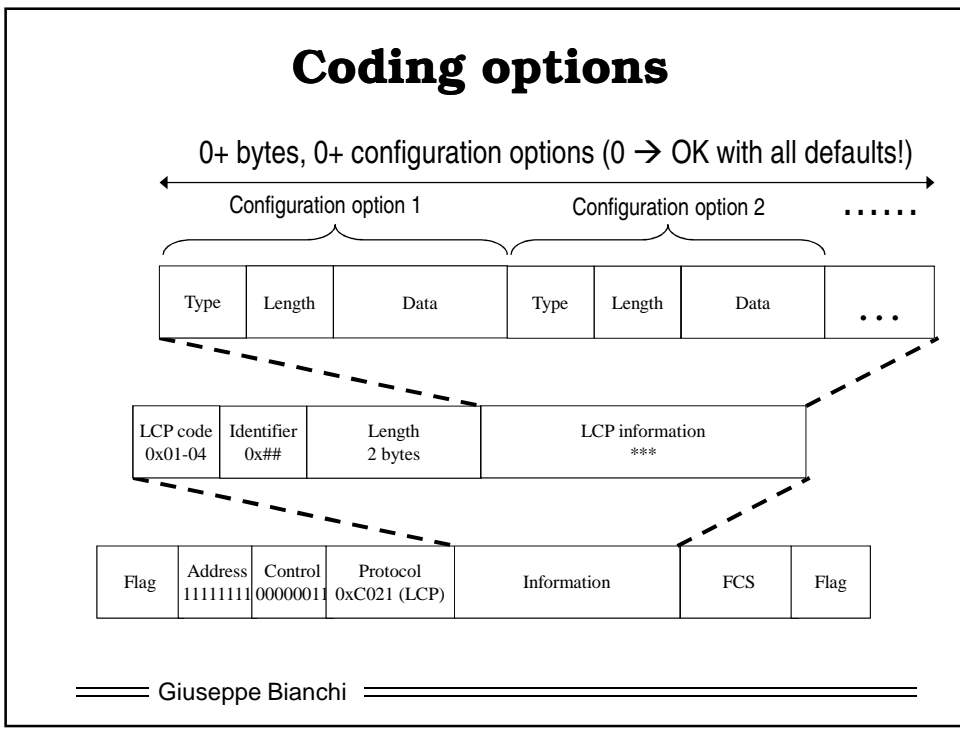 Coding options
0+ bytes, 0+ configuration options (0 → OK with all defaults!)
Configuration option 1 Configuration option 2 ......
Type Length Data Type Length Data ...
LCP code Identifier Length LCP information
0x01-04 0x## 2 bytes ***
Flag Address Control Protocol Information FCS Flag
11111111 00000011 0xC021 (LCP)
Giuseppe Bianchi